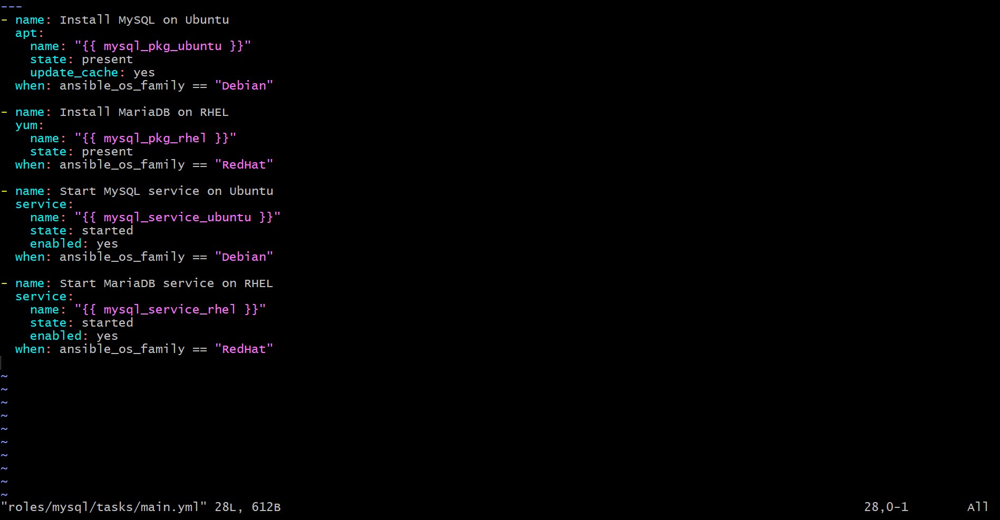 ---
- name: Install MySQL on Ubuntu
  apt:
    name: "{{ mysql_pkg_ubuntu }}"
    state: present
    update_cache: yes
  when: ansible_os_family == "Debian"

- name: Install MariaDB on RHEL
  yum:
    name: "{{ mysql_pkg_rhel }}"
    state: present
  when: ansible_os_family == "RedHat"

- name: Start MySQL service on Ubuntu
  service:
    name: "{{ mysql_service_ubuntu }}"
    state: started
    enabled: yes
  when: ansible_os_family == "Debian"

- name: Start MariaDB service on RHEL
  service:
    name: "{{ mysql_service_rhel }}"
    state: started
    enabled: yes
  when: ansible_os_family == "RedHat"

~
~
~
~
~
~
~
~
~
~
"roles/mysql/tasks/main.yml" 28L, 612B 28,0-1 All